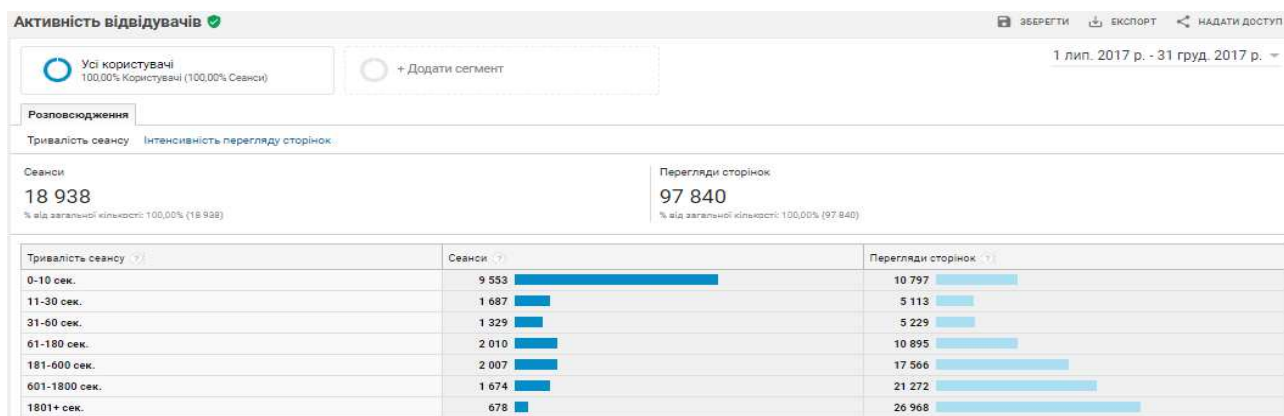 Активність відвідувачів
ЗБЕРЕГТИ ЕКСПОРТ НАДАТИ ДОСТУП
Усі користувачі
100,00% Користувачі (100,00% Сеанси)
+ Додати сегмент
1 лип. 2017 р. - 31 груд. 2017 р.
Розповсюдження
Тривалість сеансу Інтенсивність перегляду сторінок
Сеанси Перегляди сторінок
18 938 97 840
% від загальної кількості: 100,00% (18 938) % від загальної кількості: 100,00% (97 840)
Тривалість сеансу ? Сеанси ? Перегляди сторінок ?
0-10 сек. 9 553 10 797
11-30 сек. 1 687 5 113
31-60 сек. 1 329 5 229
61-180 сек. 2 010 10 895
181-600 сек. 2 007 17 566
601-1800 сек. 1 674 21 272
1801+ сек. 678 26 968